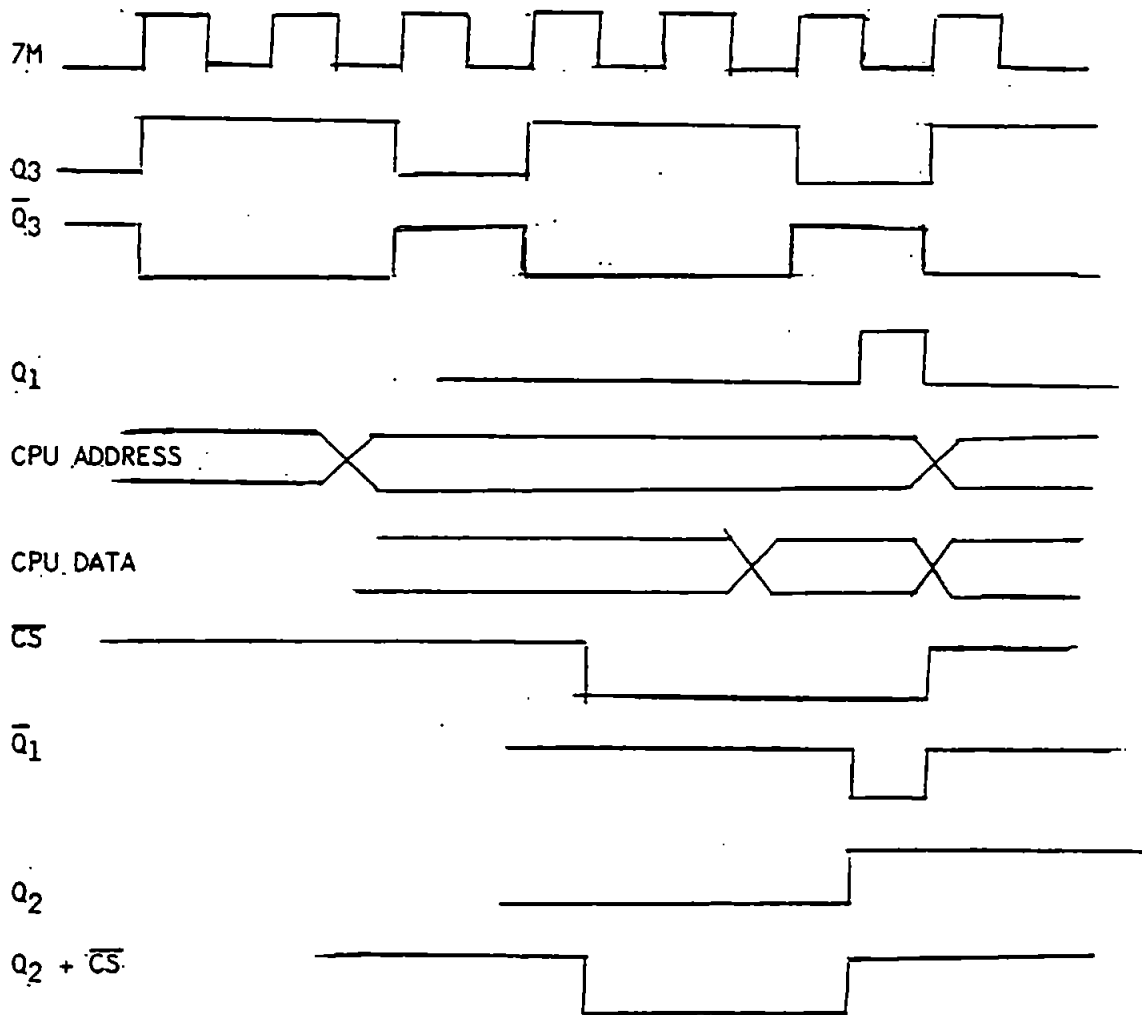 7M
Q3
Q̅3
Q1
CPU ADDRESS
CPU DATA
C̅S̅
Q̅1
Q2
Q2 + C̅S̅